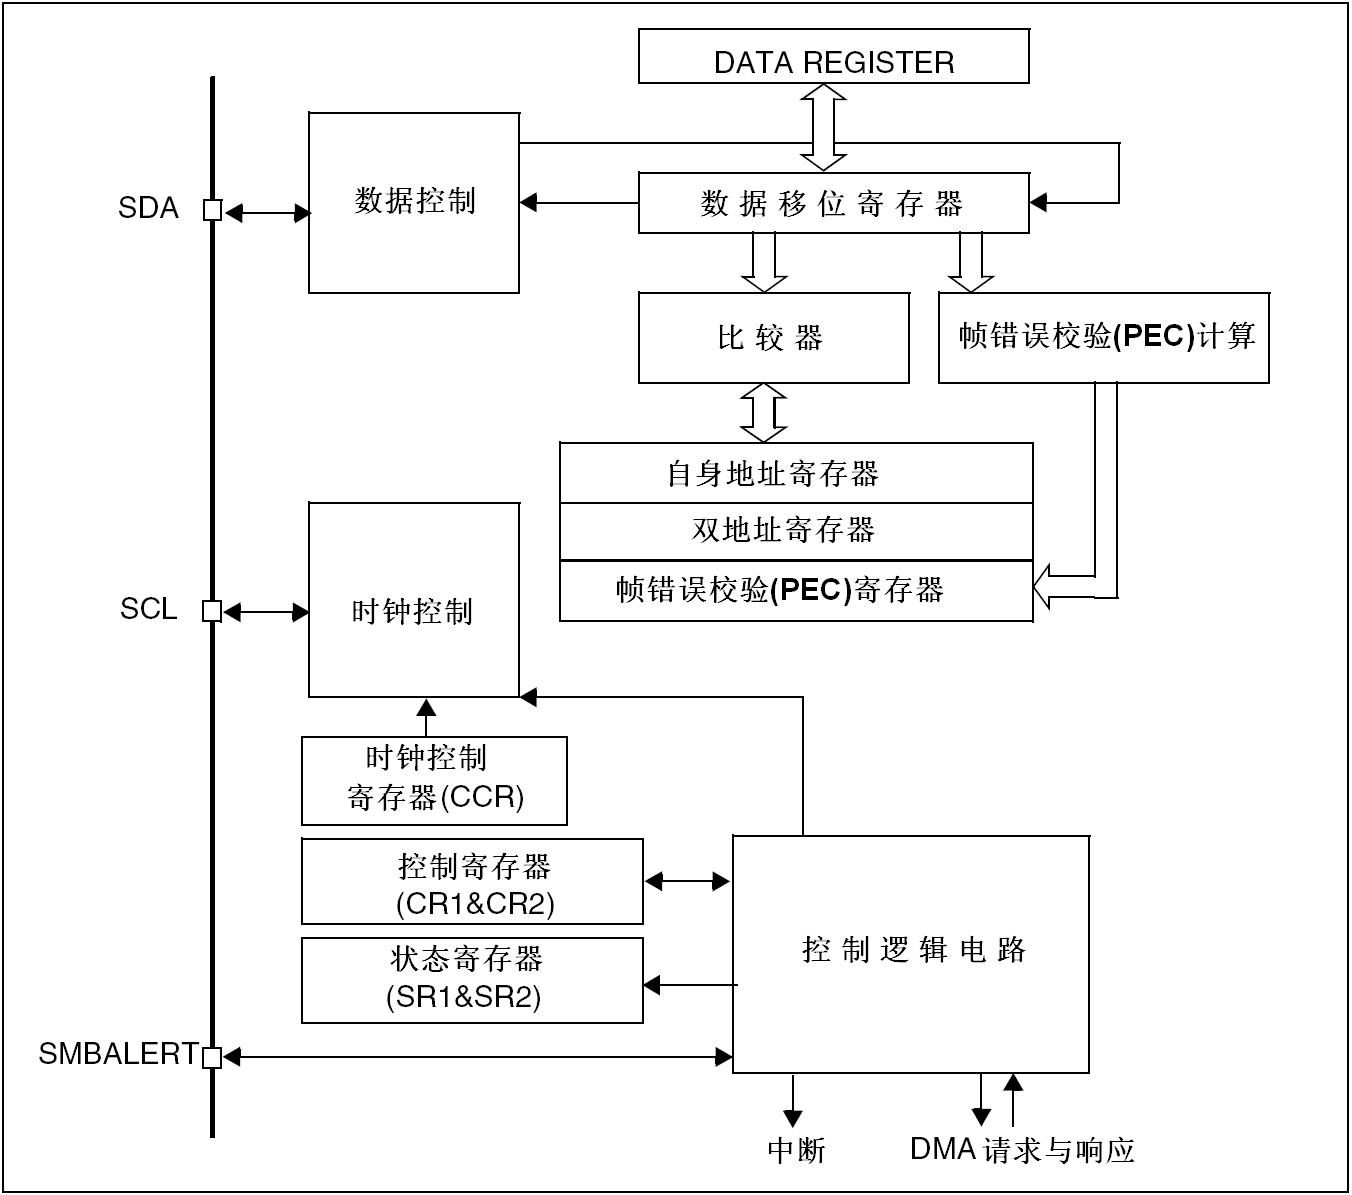 DATA REGISTER
SDA
数据控制
数据移位寄存器
比较器
帧错误校验(PEC)计算
自身地址寄存器
双地址寄存器
帧错误校验(PEC)寄存器
SCL
时钟控制
时钟控制
寄存器(CCR)
控制寄存器
(CR1&CR2)
控制逻辑电路
状态寄存器
(SR1&SR2)
SMBALERT
中断
DMA 请求与响应